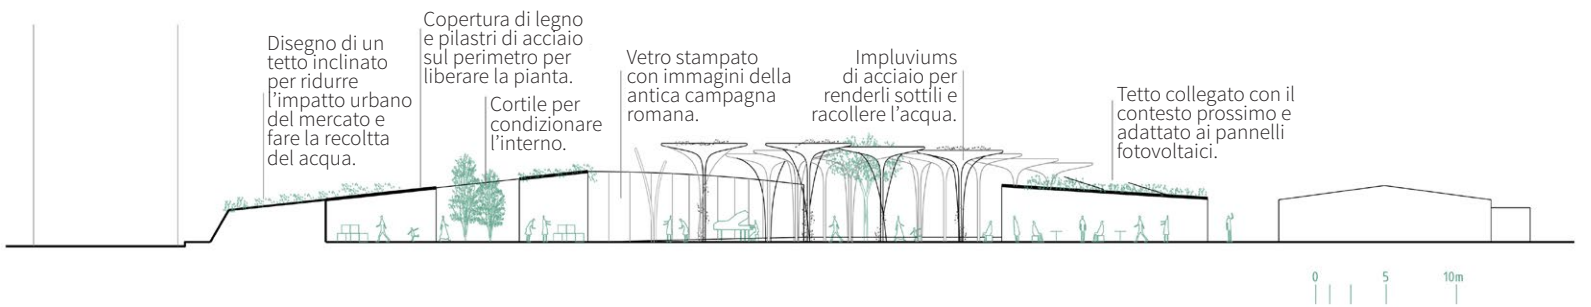 Disegno di un
tetto inclinato
per ridurre
l'impatto urbano
del mercato e
fare la recoltta
del acqua.
Copertura di legno
e pilastri di acciaio
sul perimetro per
liberare la pianta.
Cortile per
condizionare
l'interno.
Vetro stampato
con immagini della
antica campagna
romana.
Impluviums
di acciaio per
renderli sottili e
racollere l'acqua.
Tetto collegato con il
contesto prossimo e
adattato ai pannelli
fotovoltaici.
0 5 10m